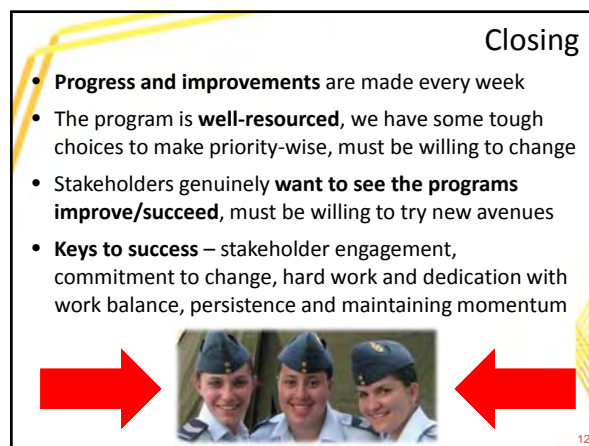 Closing
• Progress and improvements are made every week
• The program is well-resourced, we have some tough
choices to make priority-wise, must be willing to change
• Stakeholders genuinely want to see the programs
improve/succeed, must be willing to try new avenues
• Keys to success – stakeholder engagement,
commitment to change, hard work and dedication with
work balance, persistence and maintaining momentum
12